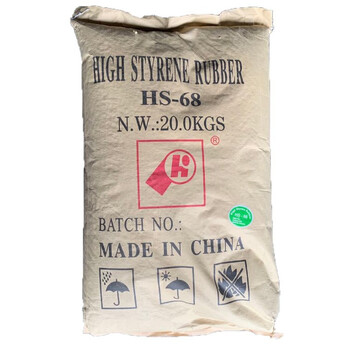 HIGH STYRENE RUBBER
HS-68
N.W.:20.0KGS
®
BATCH NO.:
MADE IN CHINA